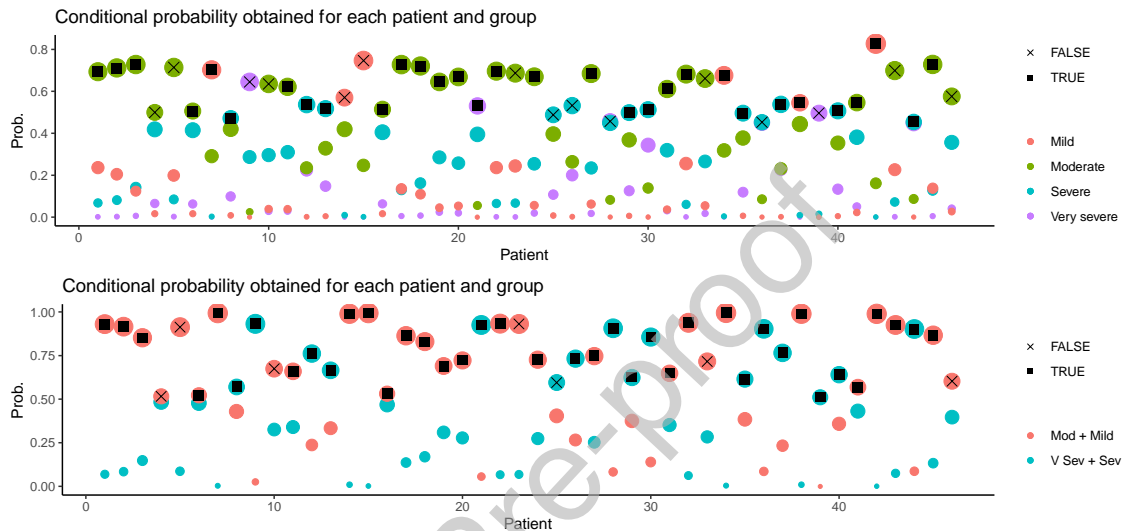 Conditional probability obtained for each patient and group
0.8
0.6
0.4
0.2
0.0
Prob.
0 10 20 30 40
Patient
FALSE
TRUE
Mild
Moderate
Severe
Very severe
Conditional probability obtained for each patient and group
1.00
0.75
0.50
0.25
0.00
Prob.
0 10 20 30 40
Patient
FALSE
TRUE
Mod + Mild
V Sev + Sev
re-proof